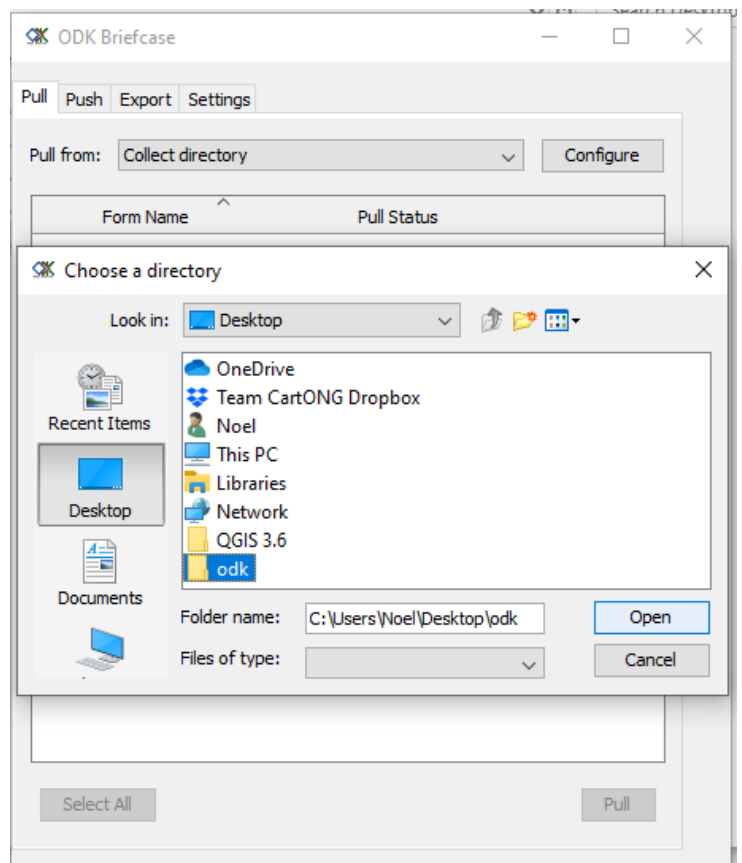 Search Desktop
ODK Briefcase
Pull Push Export Settings
Pull from: Collect directory Configure
Form Name Pull Status
Choose a directory
Look in: Desktop
OneDrive
Team CartONG Dropbox
Recent Items
Noel
This PC
Libraries
Desktop
Network
QGIS 3.6
odk
Documents
Folder name: C:\Users\Noel\Desktop\odk Open
Files of type: Cancel
Select All Pull